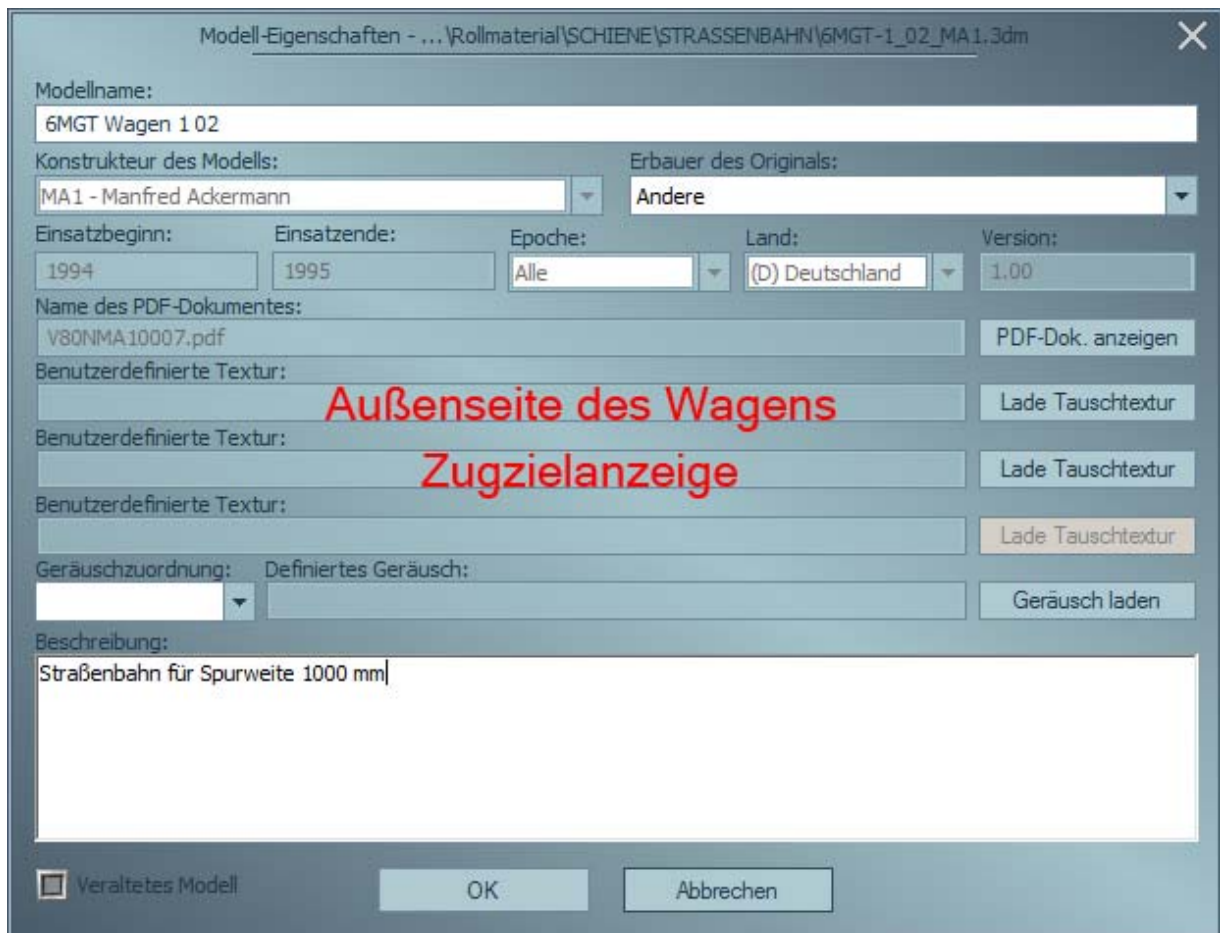 Modell-Eigenschaften - ...\Rollmaterial\SCHIENE\STRASSENBAHN\6MGT-1_02_MA1.3dm
Modellname:
6MGT Wagen 1 02
Konstrukteur des Modells: Erbauer des Originals:
MA1 - Manfred Ackermann Andere
Einsatzbeginn: Einsatzende: Epoche: Land: Version:
1994 1995 Alle (D) Deutschland 1.00
Name des PDF-Dokumentes:
V80NMA10007.pdf PDF-Dok. anzeigen
Benutzerdefinierte Textur:
Außenseite des Wagens Lade Tauschtextur
Benutzerdefinierte Textur:
Zugzielanzeige Lade Tauschtextur
Benutzerdefinierte Textur:
Lade Tauschtextur
Geräuschzuordnung: Definiertes Geräusch:
Geräusch laden
Beschreibung:
Straßenbahn für Spurweite 1000 mm
Veraltetes Modell OK Abbrechen